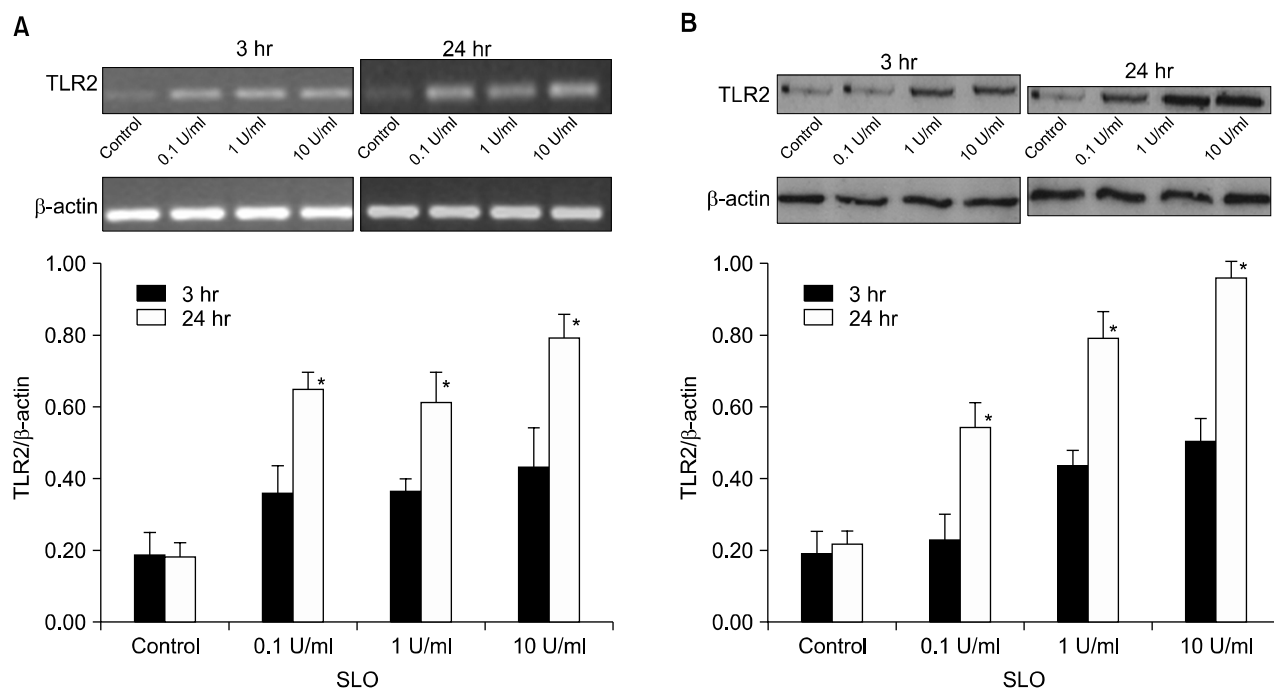 A
3 hr
24 hr
TLR2
Control
0.1 U/ml
1 U/ml
10 U/ml
Control
0.1 U/ml
1 U/ml
10 U/ml
β-actin
1.00
0.80
0.60
0.40
0.20
0.00
TLR2/β-actin
3 hr
24 hr
*
*
*
Control
0.1 U/ml
1 U/ml
10 U/ml
SLO
B
3 hr
24 hr
TLR2
Control
0.1 U/ml
1 U/ml
10 U/ml
Control
0.1 U/ml
1 U/ml
10 U/ml
β-actin
1.00
0.80
0.60
0.40
0.20
0.00
TLR2/β-actin
3 hr
24 hr
*
*
*
Control
0.1 U/ml
1 U/ml
10 U/ml
SLO